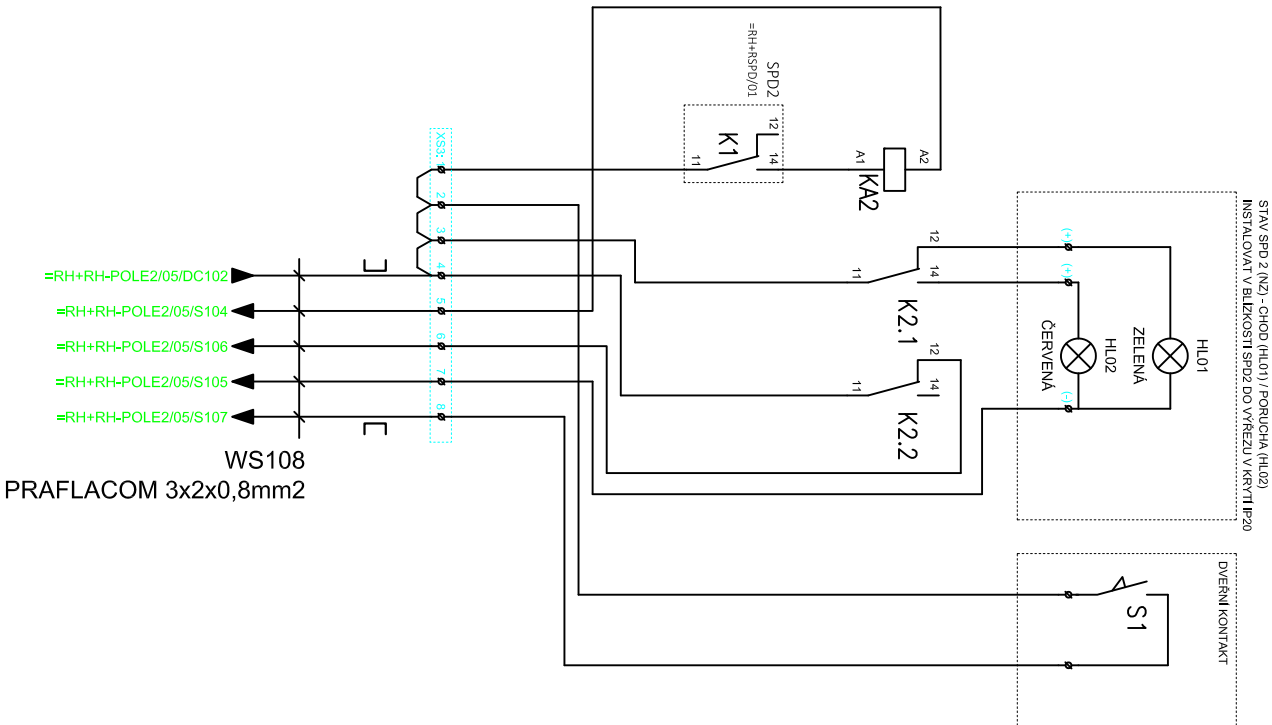 STAV SPD 2 (NZ) - CHOD (HL01) / PORUCHA (HL02)
INSTALOVAT V BLÍZKOSTI SPD2 DO VÝŘEZU V KRYTÍ IP20
SPD2
=RH+RSPD/01
12
K1
14
11
A1
A2
KA2
XS3:
1
2
3
4
5
6
7
8
=RH+RH-POLE2/05/DC102
=RH+RH-POLE2/05/S104
=RH+RH-POLE2/05/S106
=RH+RH-POLE2/05/S105
=RH+RH-POLE2/05/S107
WS108
PRAFLACOM 3x2x0,8mm2
12
11
14
K2.1
12
11
14
K2.2
(+)
(+)
(-)
HL01
ZELENÁ
HL02
ČERVENÁ
DVEŘNÍ KONTAKT
S1